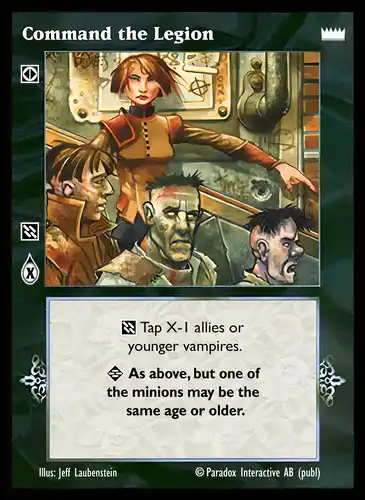 Command the Legion
X
Tap X-1 allies or
younger vampires.
As above, but one of
the minions may be the
same age or older.
Illus: Jeff Laubenstein
© Paradox Interactive AB (publ)